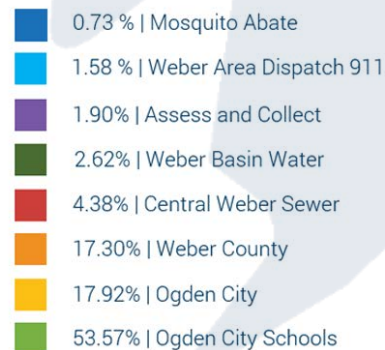 0.73 % | Mosquito Abate
1.58 % | Weber Area Dispatch 911
1.90% | Assess and Collect
2.62% | Weber Basin Water
4.38% | Central Weber Sewer
17.30% | Weber County
17.92% | Ogden City
53.57% | Ogden City Schools